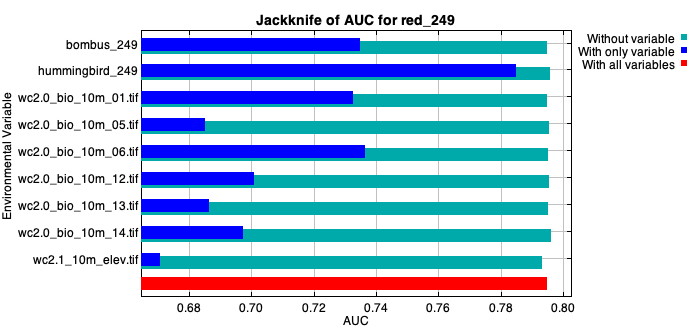 Jackknife of AUC for red_249
Without variable
With only variable
With all variables
Environmental Variable
bombus_249
hummingbird_249
wc2.0_bio_10m_01.tif
wc2.0_bio_10m_05.tif
wc2.0_bio_10m_06.tif
wc2.0_bio_10m_12.tif
wc2.0_bio_10m_13.tif
wc2.0_bio_10m_14.tif
wc2.1_10m_elev.tif
0.68 0.70 0.72 0.74 0.76 0.78 0.80
AUC